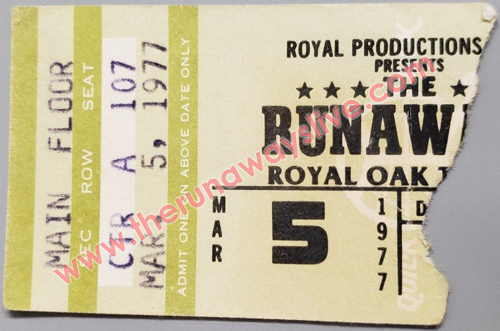 MAIN FLOOR
SEC ROW SEAT
CTR A 107
MAR. 5, 1977
ADMIT ONE ON ABOVE DATE ONLY
ROYAL PRODUCTIONS
PRESENTS
★★★ THE ★
RUNAW
ROYAL OAK T
MAR 5 1977
D
www.therunawayslive.com